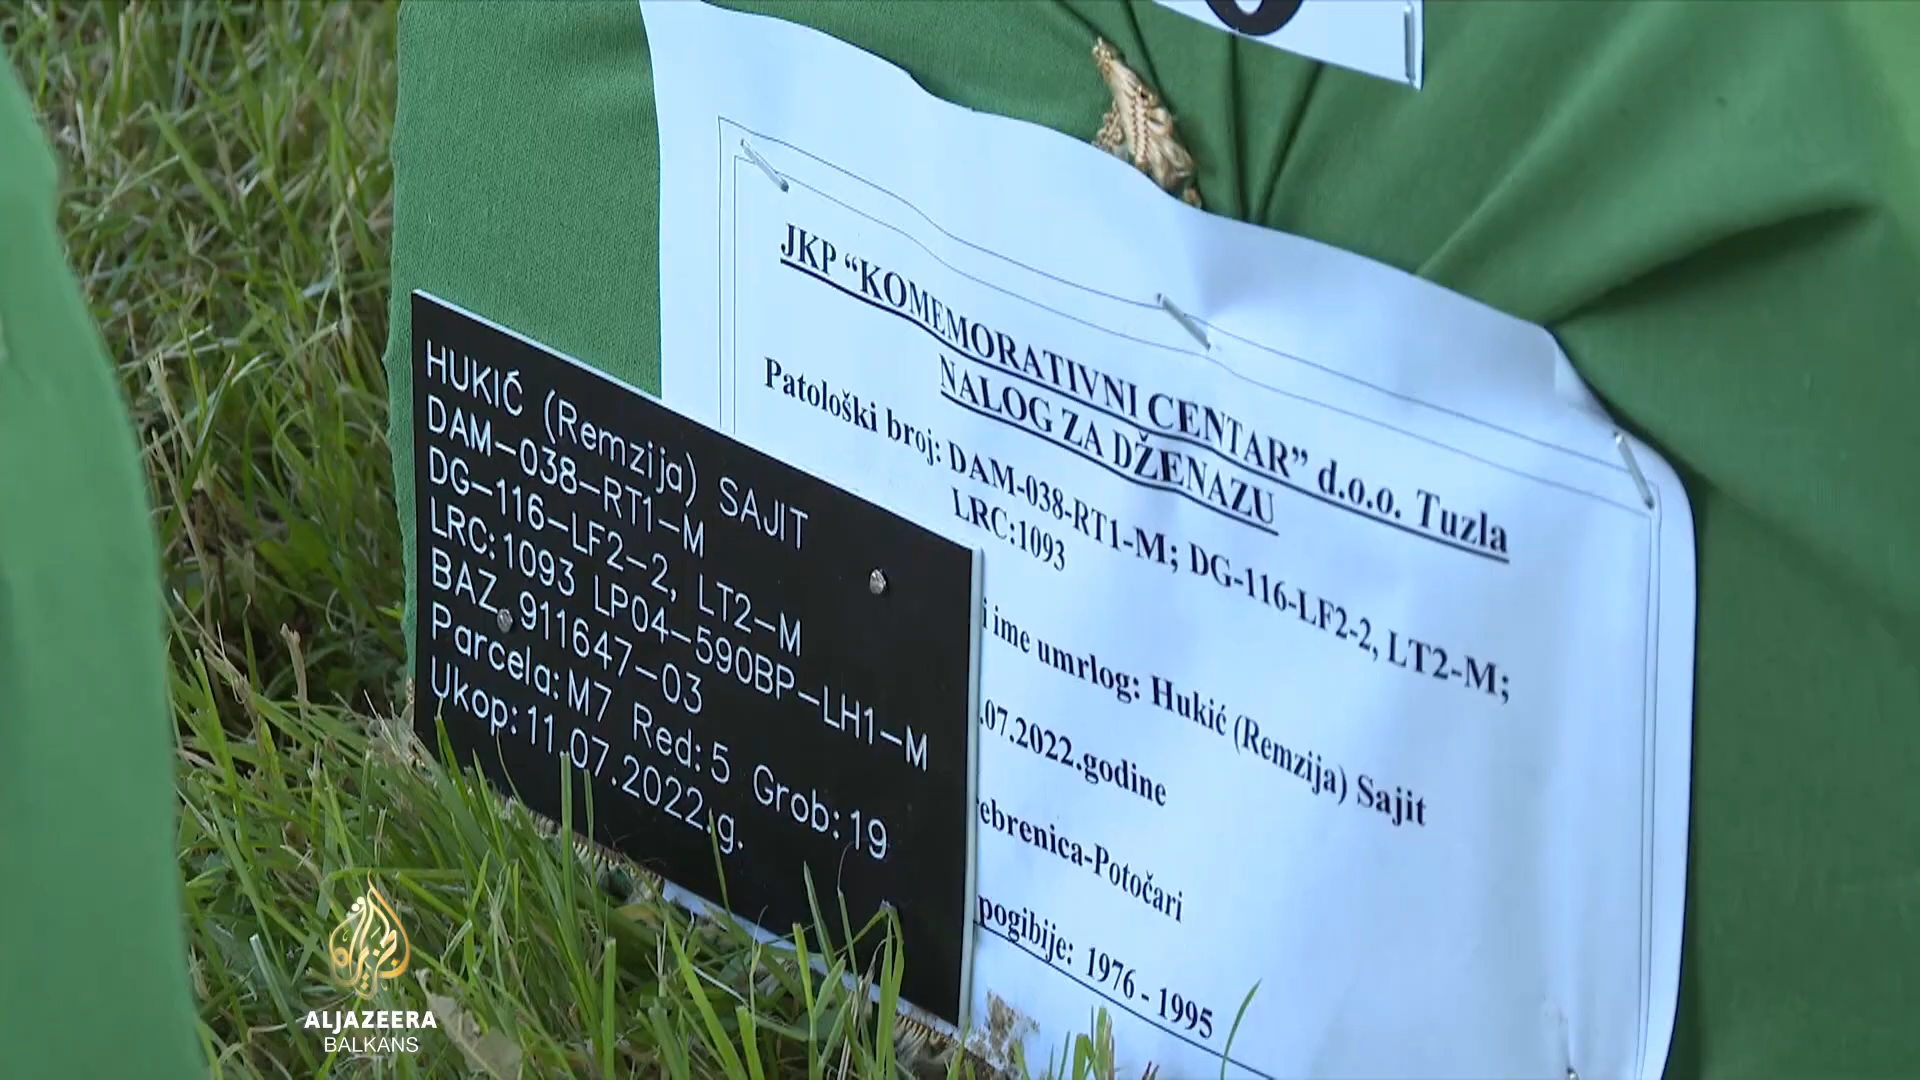 HUKIĆ (Remzija) SAJIT
DAM-038-RT1-M
DG-116-LF2-2, LT2-M
LRC:1093 LP04-590BP-LH1-M
BAZ 911647-03
Parcela:M7 Red:5 Grob:19
Ukop:11.07.2022.g.
JKP “KOMEMORATIVNI CENTAR” d.o.o. Tuzla
NALOG ZA DŽENAZU
Patološki broj: DAM-038-RT1-M; DG-116-LF2-2, LT2-M;
LRC:1093
i ime umrlog: Hukić (Remzija) Sajit
.07.2022.godine
ebrenica-Potočari
pogibije: 1976 - 1995
ALJAZEERA
BALKANS